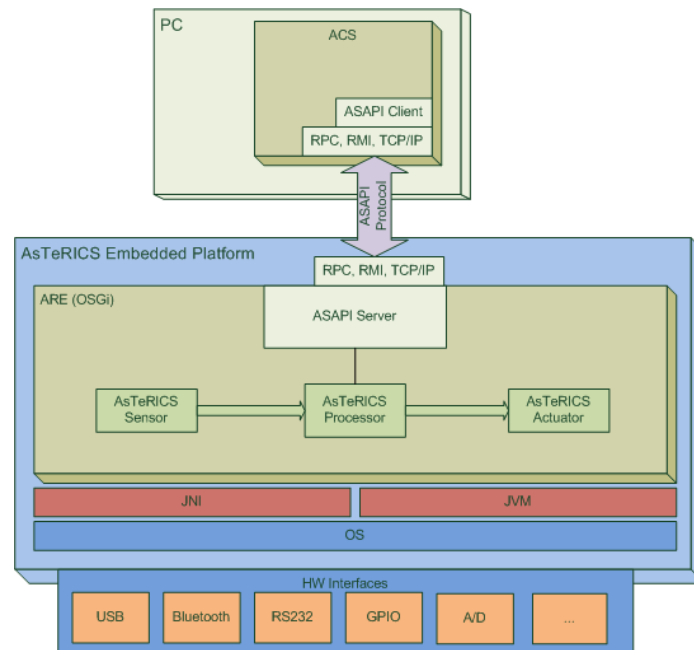 PC
ACS
ASAPI Client
RPC, RMI, TCP/IP
ASAPI
Protocol
AsTeRICS Embedded Platform
RPC, RMI, TCP/IP
ARE (OSGi)
ASAPI Server
AsTeRICS
Sensor
AsTeRICS
Processor
AsTeRICS
Actuator
JNI
JVM
OS
HW Interfaces
USB
Bluetooth
RS232
GPIO
A/D
...